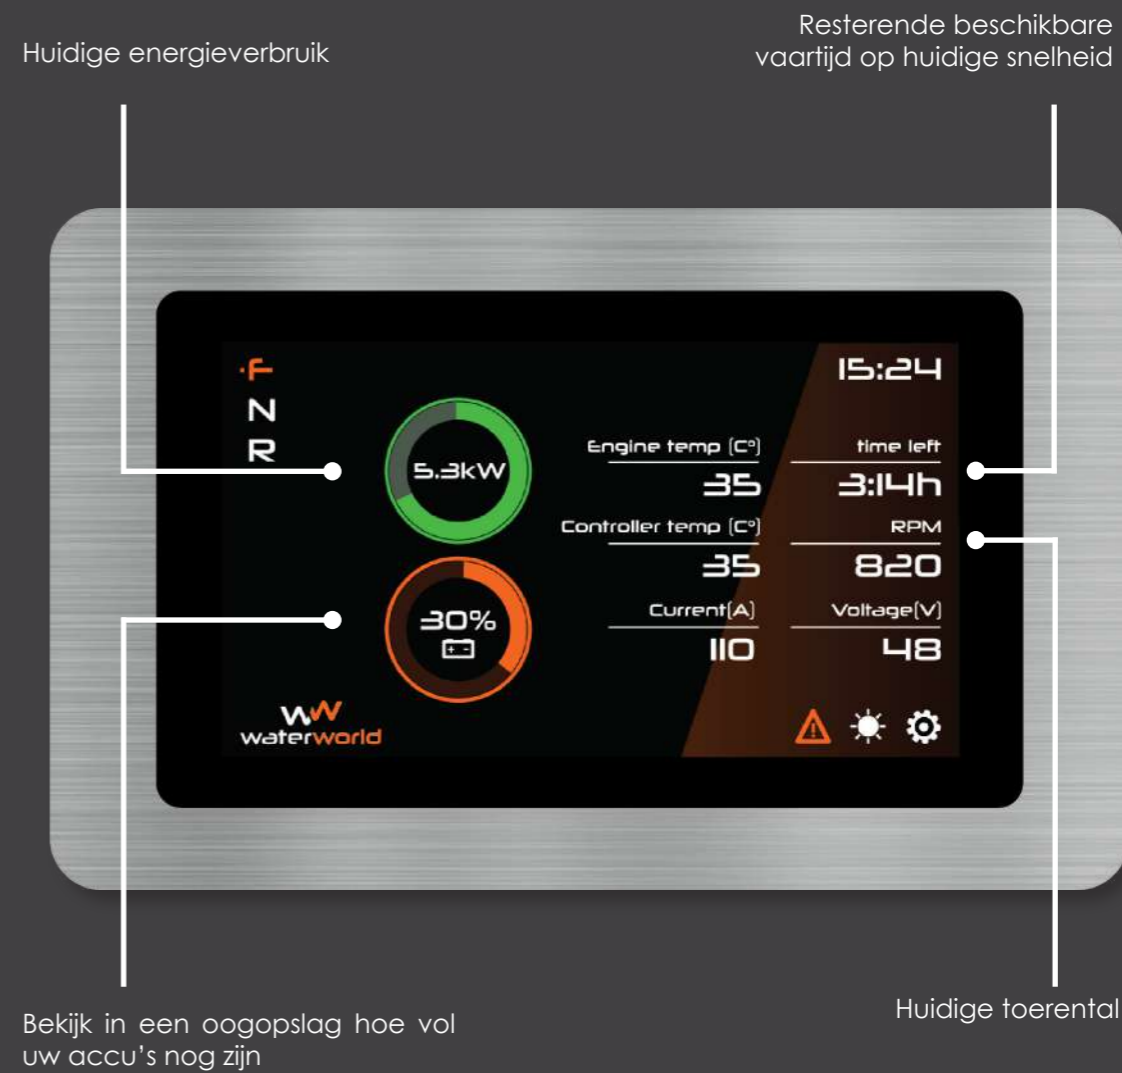 Huidige energieverbruik
Resterende beschikbare
vaartijd op huidige snelheid
F
N
R
5.3kW
30%
+ -
15:24
Engine temp (C°)
35
time left
3:14h
Controller temp (C°)
35
RPM
820
Current(A)
110
Voltage(V)
48
waterworld
Bekijk in een oogopslag hoe vol
uw accu's nog zijn
Huidige toerental